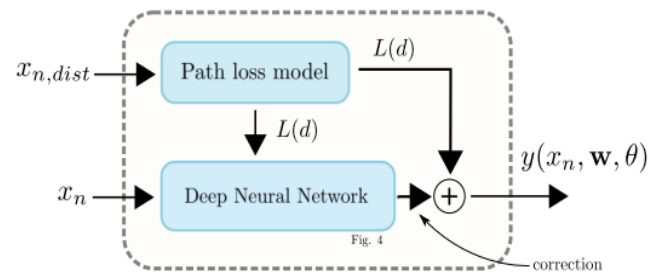 L(d)
x_{n,dist} Path loss model
L(d)
y(x_n, **w**, θ)
x_n Deep Neural Network +
Fig. 4
correction